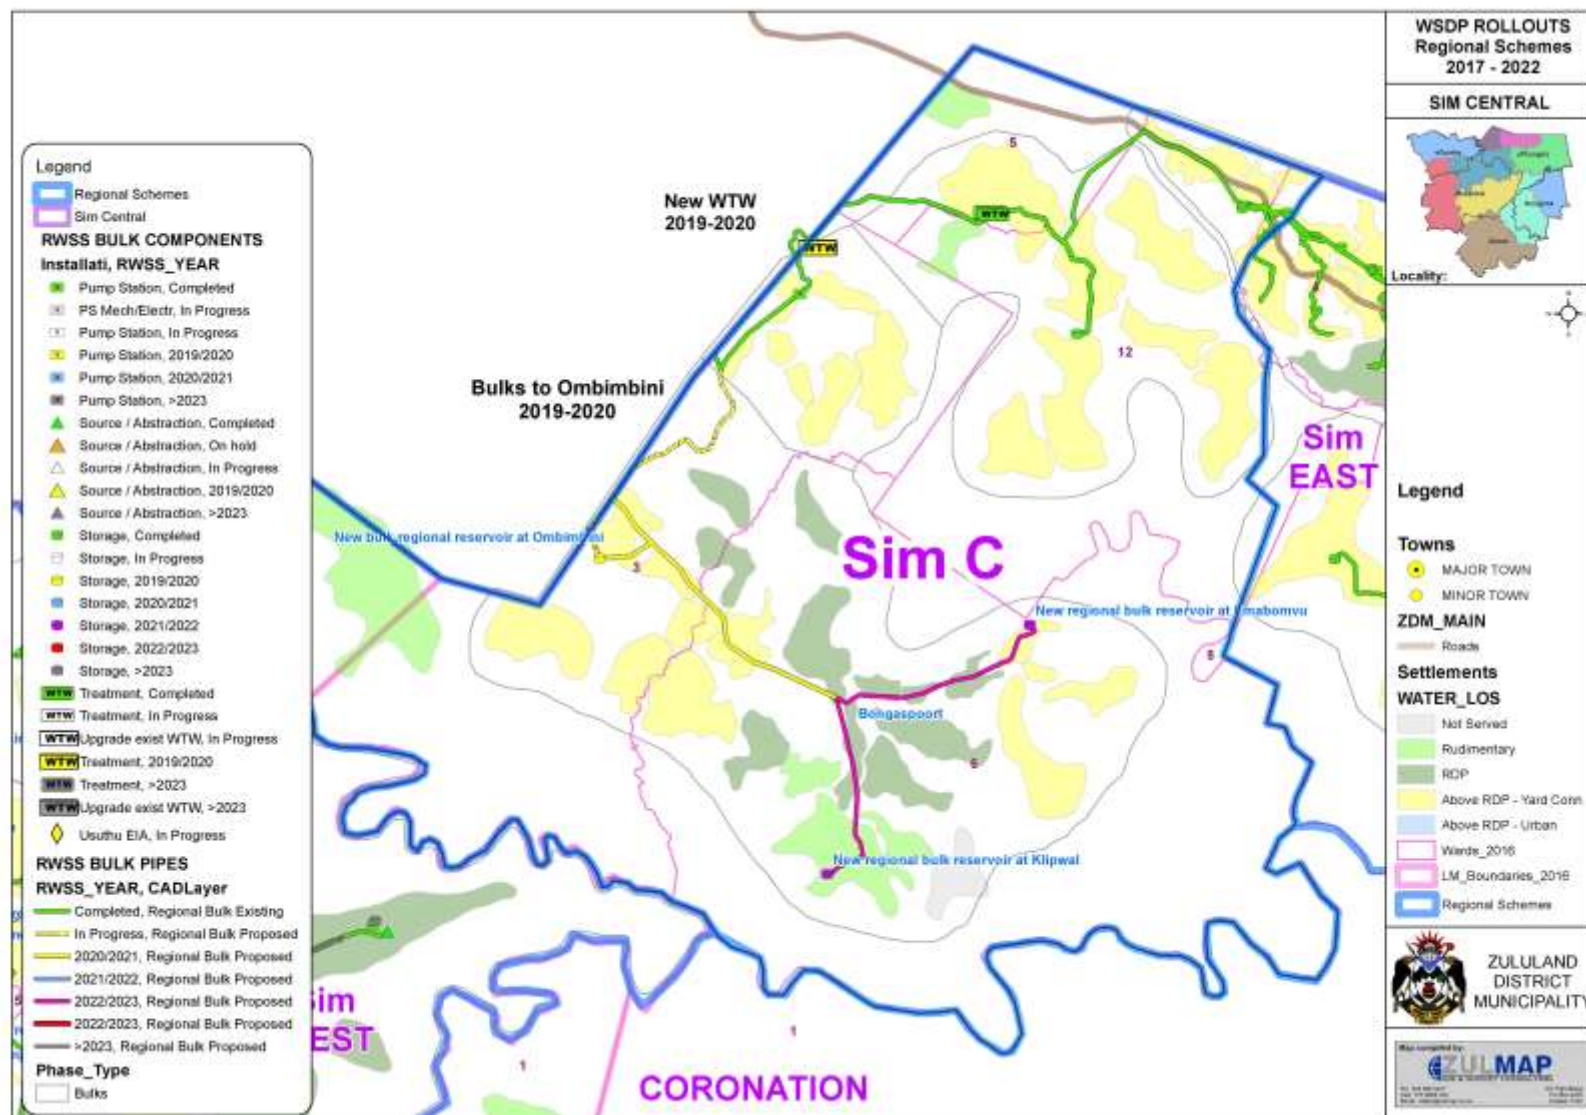 WSDP ROLLOUTS
Regional Schemes
2017 - 2022
SIM CENTRAL
Locality:
Legend
Regional Schemes
Sim Central
RWSS BULK COMPONENTS
Installati, RWSS_YEAR
Pump Station, Completed
PS Mech/Electr, In Progress
Pump Station, In Progress
Pump Station, 2019/2020
Pump Station, 2020/2021
Pump Station, >2023
Source / Abstraction, Completed
Source / Abstraction, On hold
Source / Abstraction, In Progress
Source / Abstraction, 2019/2020
Source / Abstraction, >2023
Storage, Completed
Storage, In Progress
Storage, 2019/2020
Storage, 2020/2021
Storage, 2021/2022
Storage, 2022/2023
Storage, >2023
WTW Treatment, Completed
WTW Treatment, In Progress
WTW Upgrade exist WTW, In Progress
WTW Treatment, 2019/2020
WTW Treatment, >2023
WTW Upgrade exist WTW, >2023
Usuthu EIA, In Progress
RWSS BULK PIPES
RWSS_YEAR, CADLayer
Completed, Regional Bulk Existing
In Progress, Regional Bulk Proposed
2020/2021, Regional Bulk Proposed
2021/2022, Regional Bulk Proposed
2022/2023, Regional Bulk Proposed
2022/2023, Regional Bulk Proposed
>2023, Regional Bulk Proposed
Phase_Type
Bulks
New WTW
2019-2020
WTW
WTW
5
12
Bulks to Ombimbini
2019-2020
Sim
EAST
New bulk regional reservoir at Ombimbini
3
Sim C
New regional bulk reservoir at
8
Bongaspoort
6
New regional bulk reservoir at Klipwal
1
1
CORONATION
Legend
Towns
MAJOR TOWN
MINOR TOWN
ZDM_MAIN
Roads
Settlements
WATER_LOS
Not Served
Rudimentary
RDP
Above RDP - Yard Conn
Above RDP - Urban
Wards_2016
LM_Boundaries_2016
Regional Schemes
ZULULAND
DISTRICT
MUNICIPALITY
Map compiled by:
ZULMAP